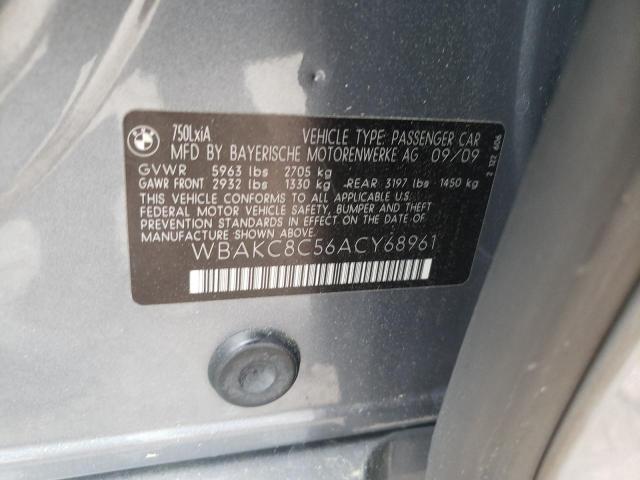 BMW
750LxiA VEHICLE TYPE: PASSENGER CAR
MFD BY BAYERISCHE MOTORENWERKE AG 09/09
GVWR 5963 lbs 2705 kg
GAWR FRONT 2932 lbs 1330 kg - REAR 3197 lbs - 1450 kg
THIS VEHICLE CONFORMS TO ALL APPLICABLE U.S.
FEDERAL MOTOR VEHICLE SAFETY, BUMPER AND THEFT
PREVENTION STANDARDS IN EFFECT ON THE DATE OF
MANUFACTURE SHOWN ABOVE.
WBAKC8C56ACY68961